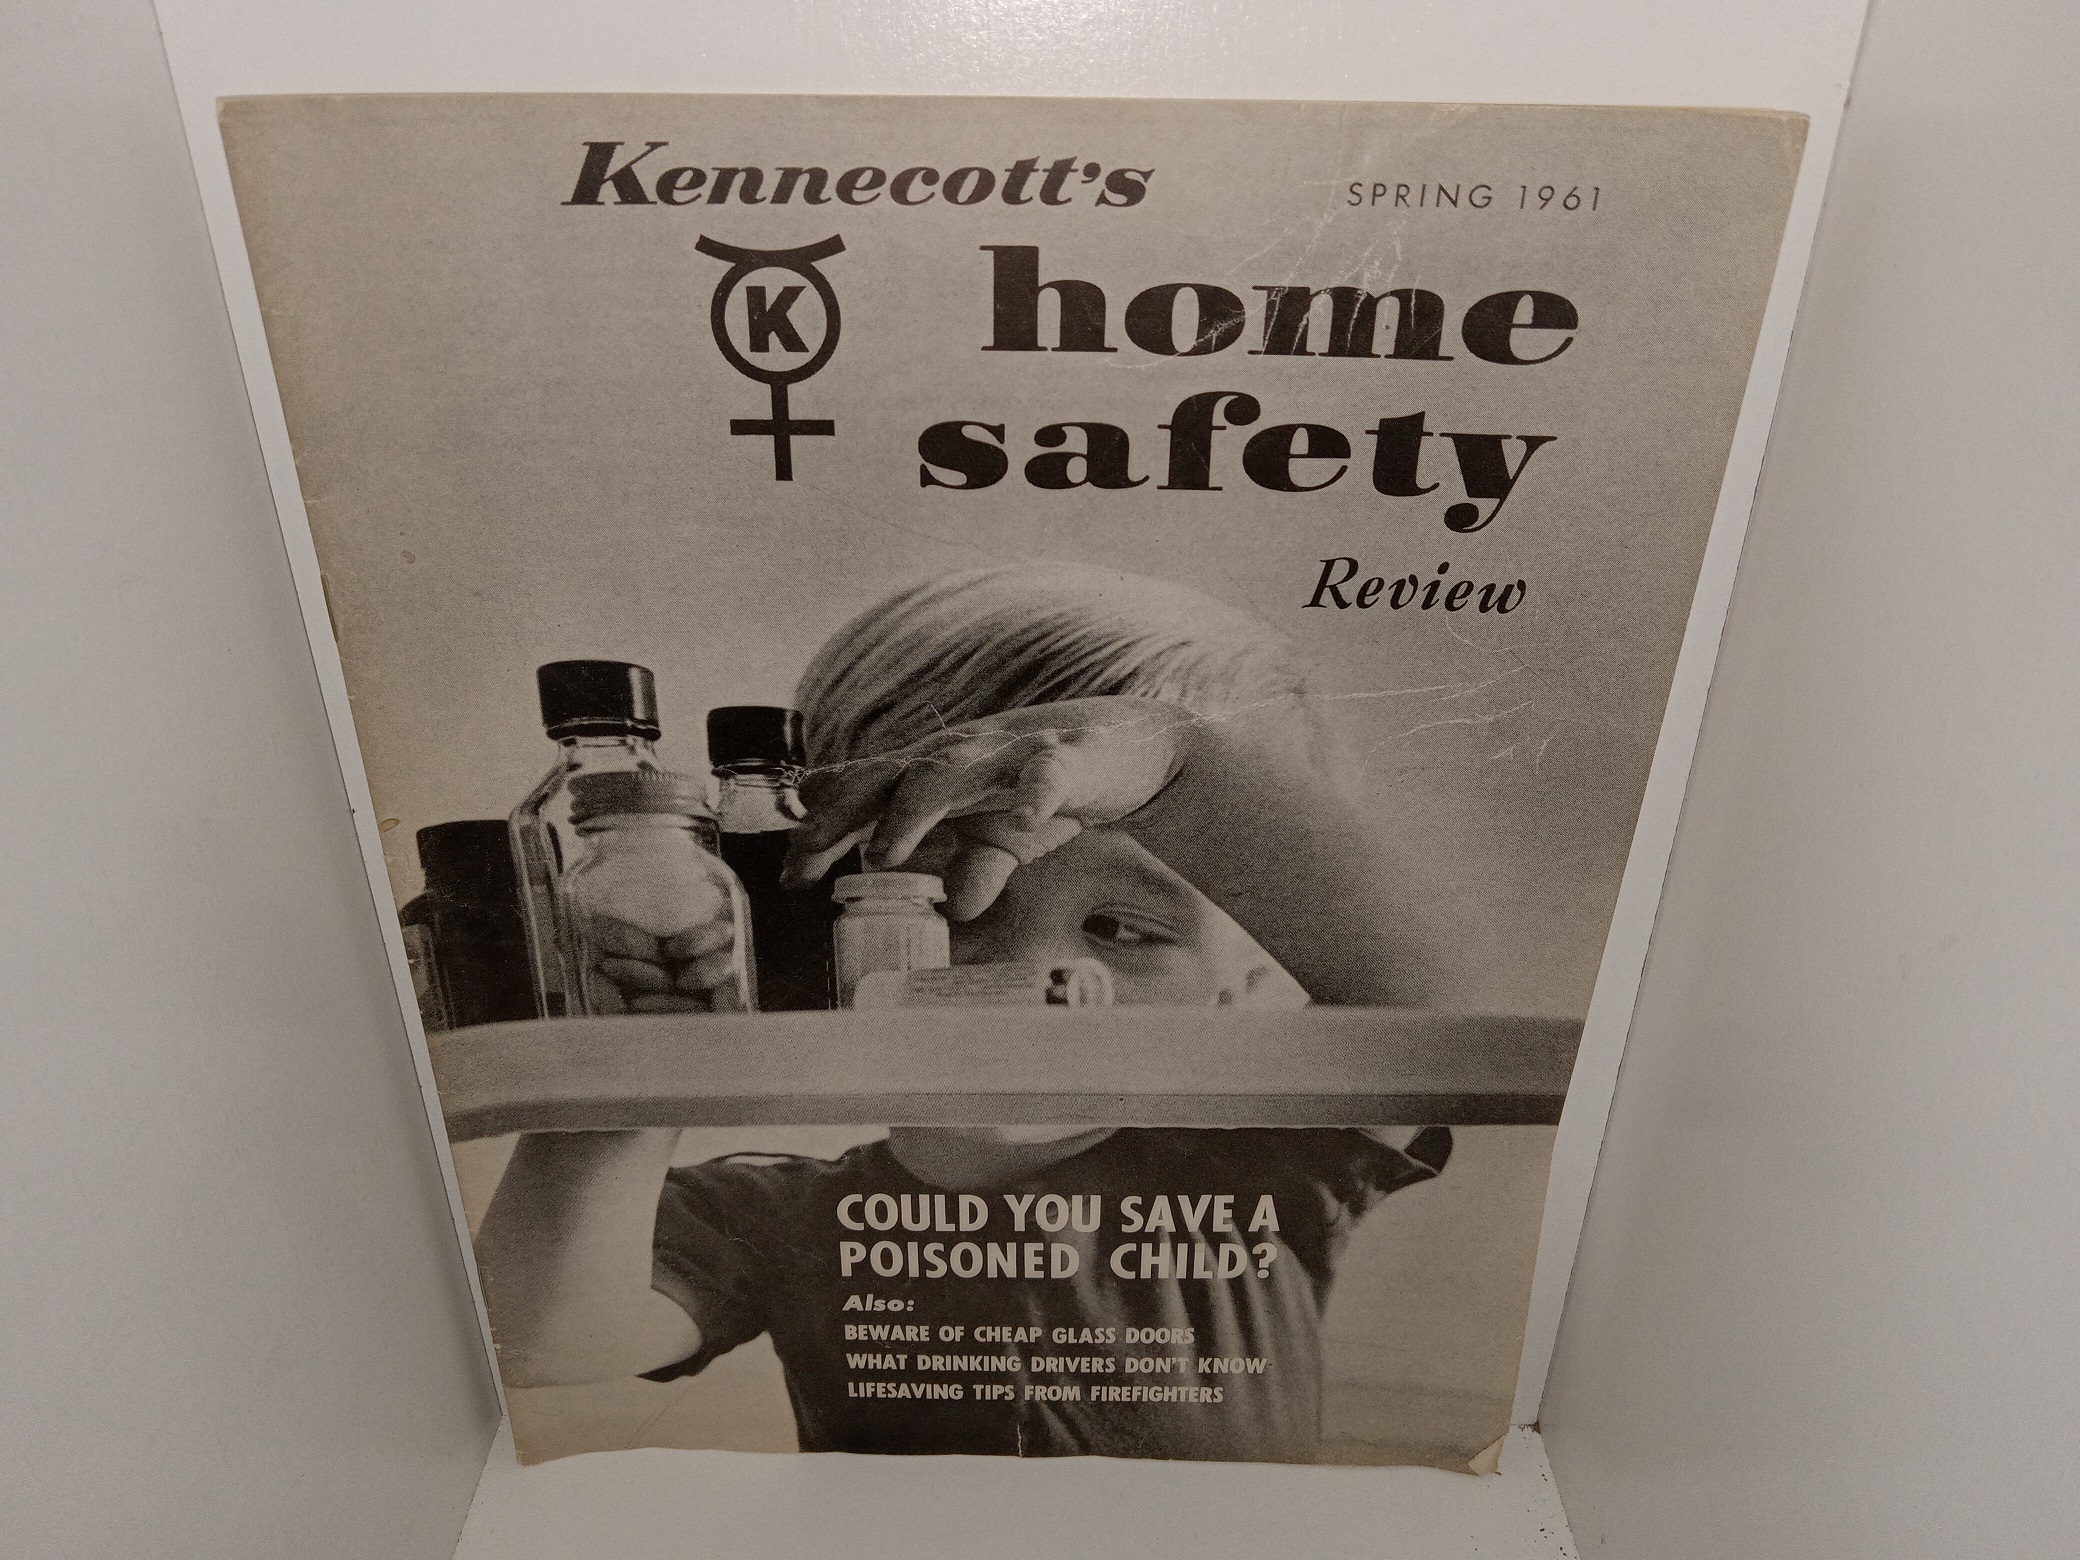 Kennecott's
SPRING 1961
K
home
safety
Review
COULD YOU SAVE A
POISONED CHILD?
Also:
BEWARE OF CHEAP GLASS DOORS
WHAT DRINKING DRIVERS DON'T KNOW
LIFESAVING TIPS FROM FIREFIGHTERS